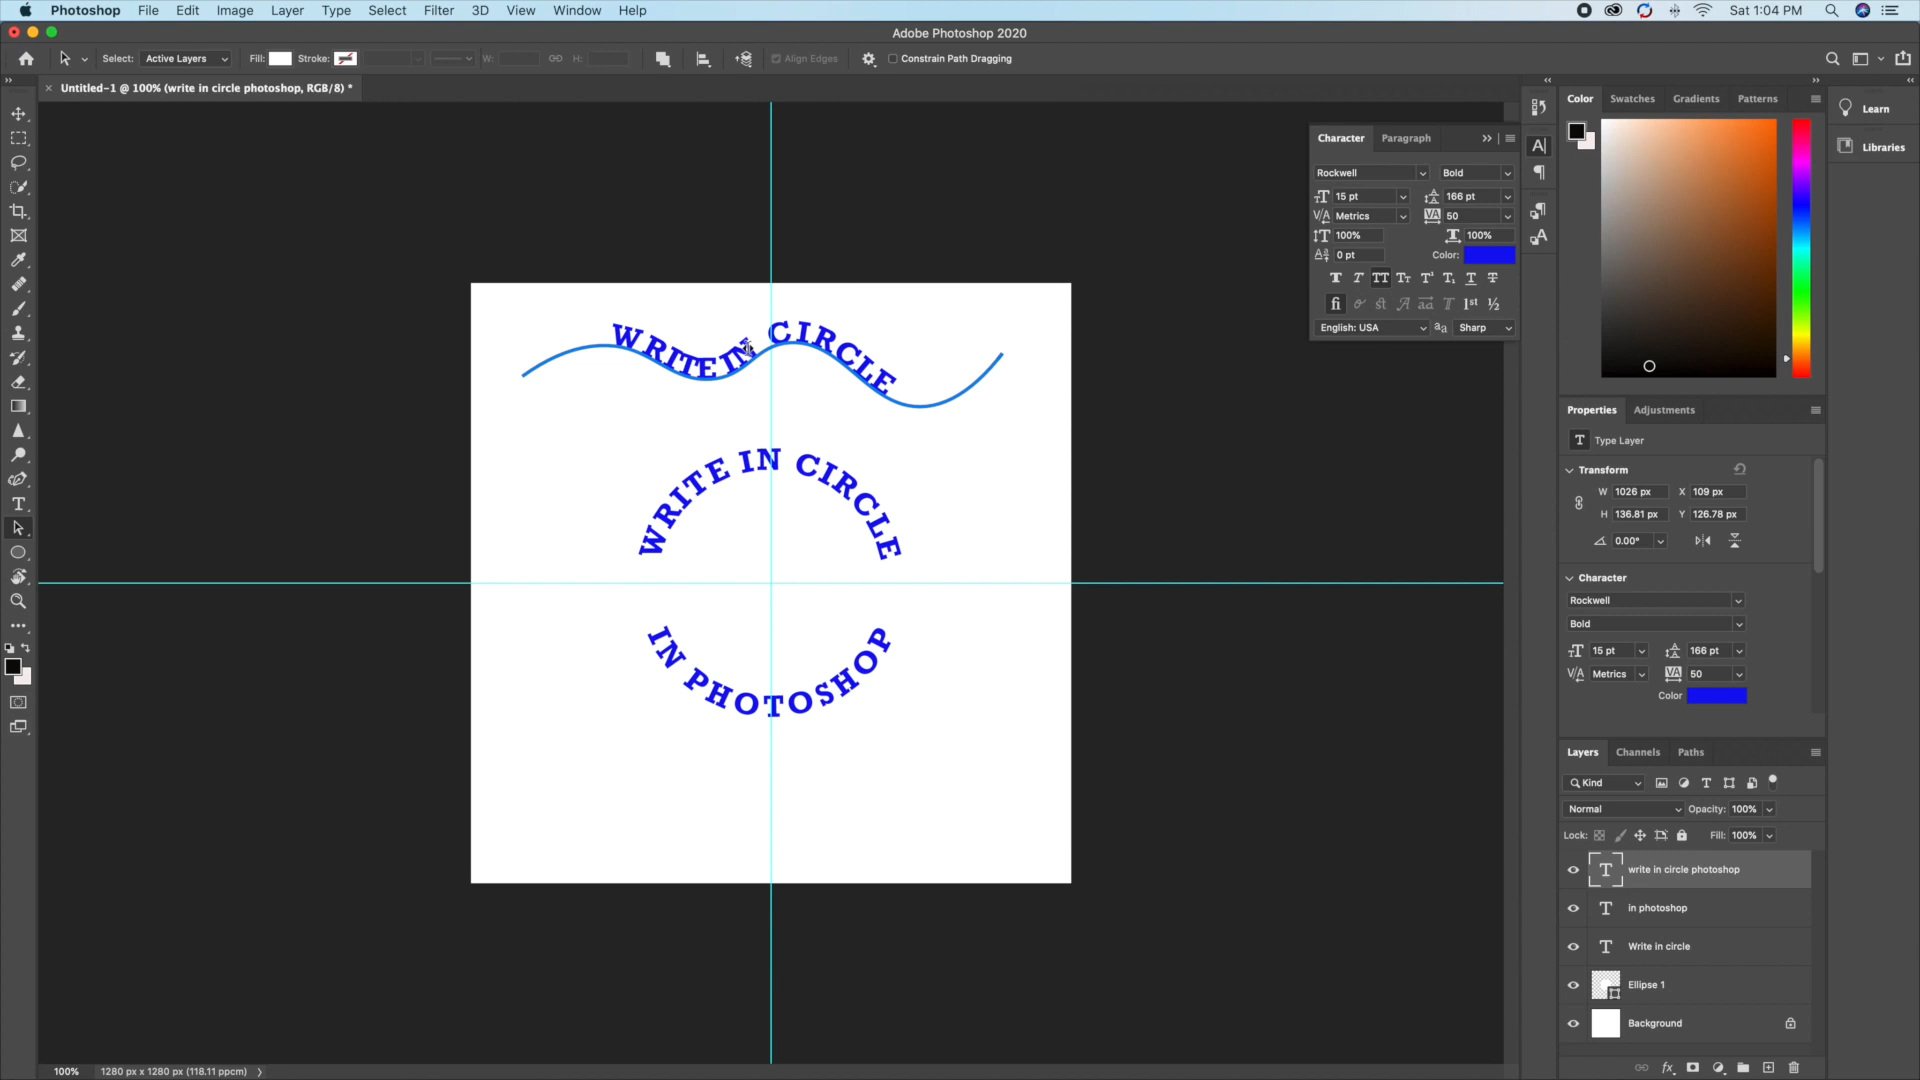 Photoshop File Edit Image Layer Type Select Filter 3D View Window Help
Sat 1:04 PM
Adobe Photoshop 2020
Select: Active Layers Fill: Stroke: W: H: Align Edges Constrain Path Dragging
Untitled-1 @ 100% (write in circle photoshop, RGB/8) *
WRITE IN CIRCLE
WRITE IN CIRCLE
IN PHOTOSHOP
Character Paragraph
Rockwell Bold
15 pt 166 pt
Metrics 50
100% 100%
0 pt Color:
English: USA Sharp
Color Swatches Gradients Patterns
Learn
Libraries
Properties Adjustments
Type Layer
Transform
W 1026 px X 109 px
H 136.81 px Y 126.78 px
0.00°
Character
Rockwell
Bold
15 pt 166 pt
Metrics 50
Color
Layers Channels Paths
Kind
Normal Opacity: 100%
Lock: Fill: 100%
write in circle photoshop
in photoshop
Write in circle
Ellipse 1
Background
100% 1280 px x 1280 px (118.11 ppcm)